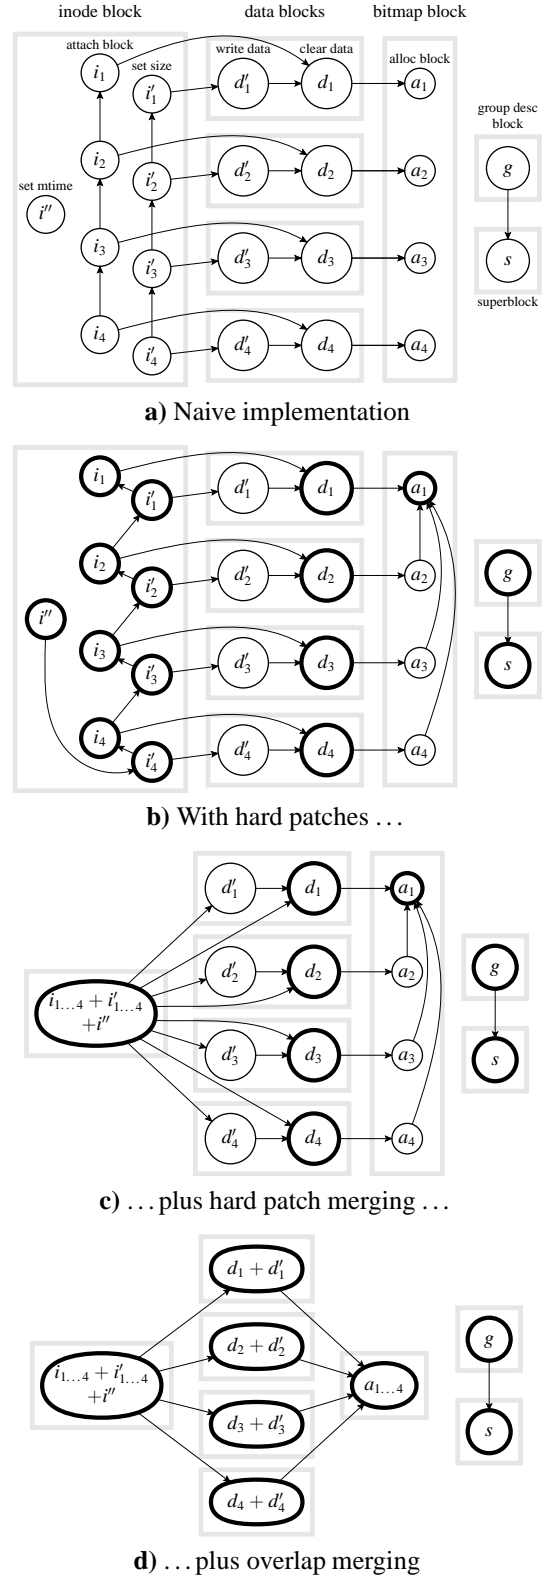 inode block data blocks bitmap block
attach block write data clear data
set size alloc block
i₁ i′₁ d′₁ d₁ a₁
group desc
block
i₂ i′₂ d′₂ d₂ a₂ g
set mtime
i″
i₃ i′₃ d′₃ d₃ a₃ s
superblock
i₄ i′₄ d′₄ d₄ a₄
a) Naive implementation
i₁ i′₁ d′₁ d₁ a₁
i₂ i′₂ d′₂ d₂ a₂ g
i″
i₃ i′₃ d′₃ d₃ a₃ s
i₄ i′₄ d′₄ d₄ a₄
b) With hard patches …
d′₁ d₁ a₁
d′₂ d₂ a₂ g
i₁…₄ + i′₁…₄
+i″
d′₃ d₃ a₃ s
d′₄ d₄ a₄
c) … plus hard patch merging …
d₁ + d′₁
d₂ + d′₂ g
i₁…₄ + i′₁…₄
+i″ a₁…₄
d₃ + d′₃ s
d₄ + d′₄
d) … plus overlap merging